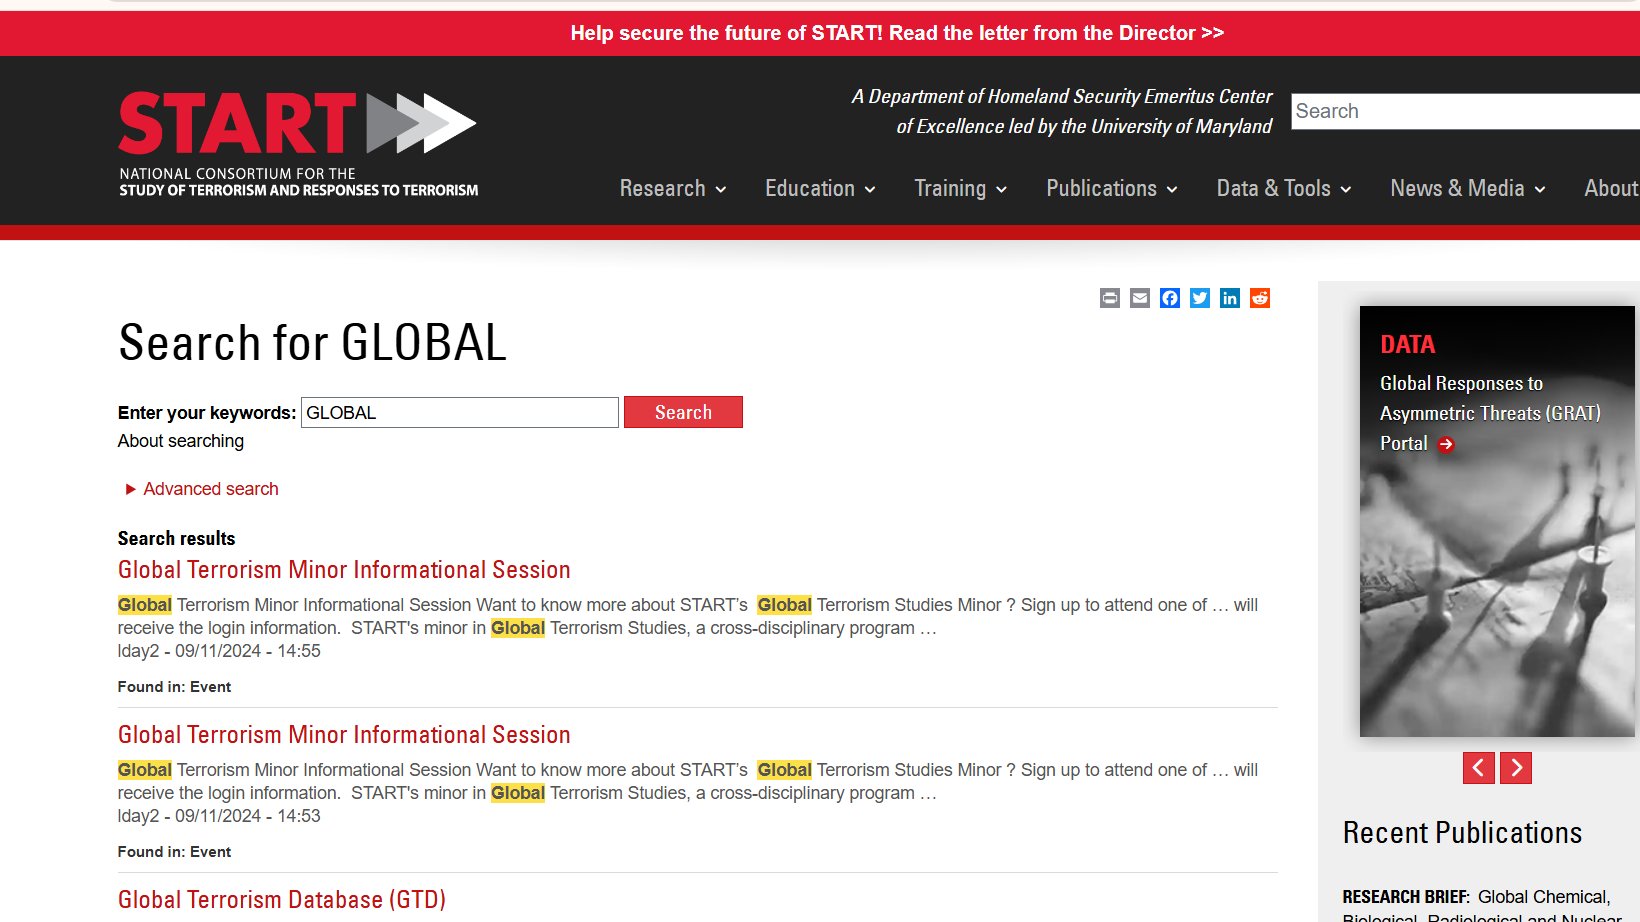 Help secure the future of START! Read the letter from the Director >>
START
NATIONAL CONSORTIUM FOR THE
STUDY OF TERRORISM AND RESPONSES TO TERRORISM
A Department of Homeland Security Emeritus Center
of Excellence led by the University of Maryland
Search
Research
Education
Training
Publications
Data & Tools
News & Media
About
Search for GLOBAL
Enter your keywords: GLOBAL Search
About searching
Advanced search
Search results
Global Terrorism Minor Informational Session
Global Terrorism Minor Informational Session Want to know more about START's Global Terrorism Studies Minor ? Sign up to attend one of … will
receive the login information. START's minor in Global Terrorism Studies, a cross-disciplinary program …
lday2 - 09/11/2024 - 14:55
Found in: Event
Global Terrorism Minor Informational Session
Global Terrorism Minor Informational Session Want to know more about START's Global Terrorism Studies Minor ? Sign up to attend one of … will
receive the login information. START's minor in Global Terrorism Studies, a cross-disciplinary program …
lday2 - 09/11/2024 - 14:53
Found in: Event
Global Terrorism Database (GTD)
DATA
Global Responses to
Asymmetric Threats (GRAT)
Portal
Recent Publications
RESEARCH BRIEF: Global Chemical,
Biological, Radiological and Nuclear